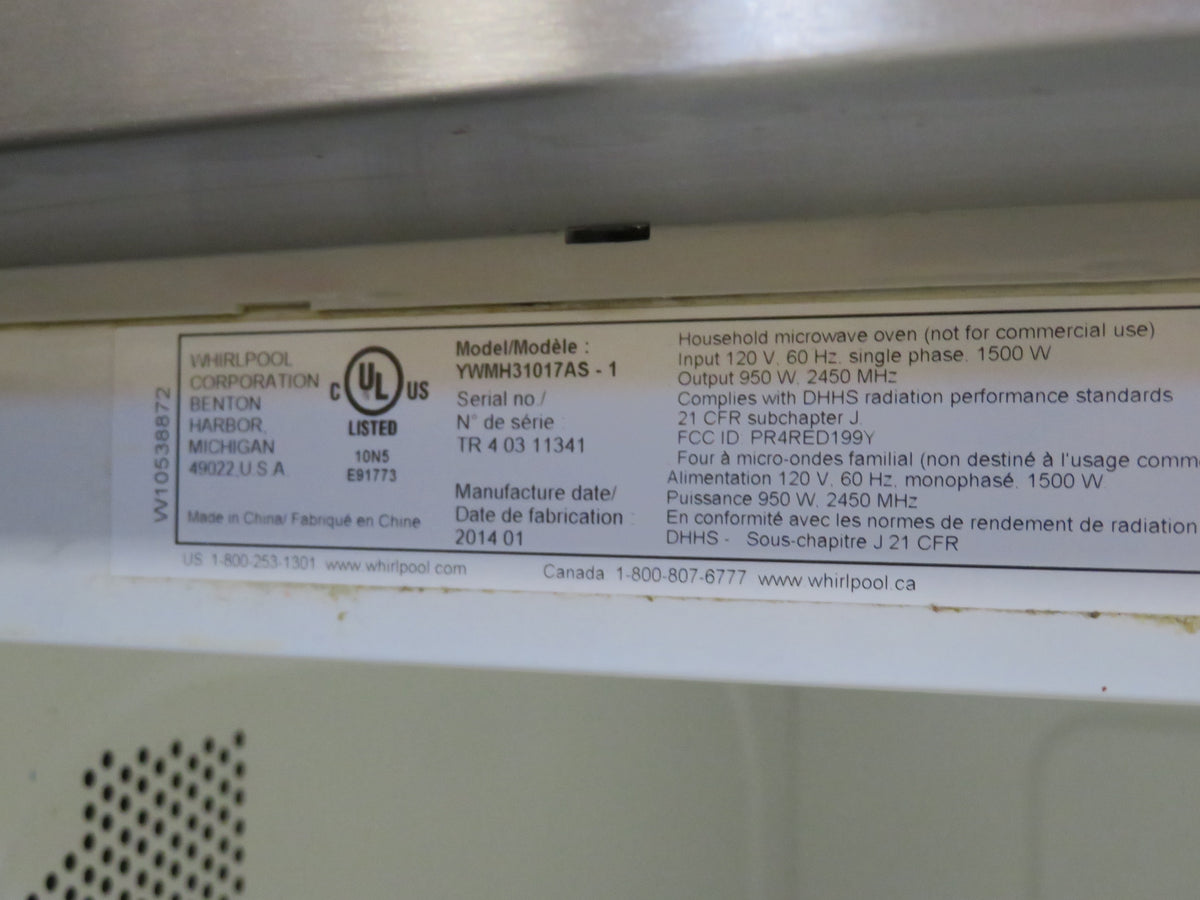 W10538872
WHIRLPOOL
CORPORATION
BENTON
HARBOR,
MICHIGAN
49022,U.S.A.
Made in China/ Fabriqué en Chine
C UL US
LISTED
10N5
E91773
Model/Modèle :
YWMH31017AS - 1
Serial no./
N° de série :
TR 4 03 11341
Manufacture date/
Date de fabrication :
2014 01
Household microwave oven (not for commercial use)
Input 120 V, 60 Hz, single phase, 1500 W
Output 950 W, 2450 MHz
Complies with DHHS radiation performance standards
21 CFR subchapter J.
FCC ID: PR4RED199Y
Four à micro-ondes familial (non destiné à l'usage comm
Alimentation 120 V, 60 Hz, monophasé, 1500 W
Puissance 950 W, 2450 MHz
En conformité avec les normes de rendement de radiation
DHHS - Sous-chapitre J 21 CFR
US 1-800-253-1301 www.whirlpool.com
Canada 1-800-807-6777 www.whirlpool.ca